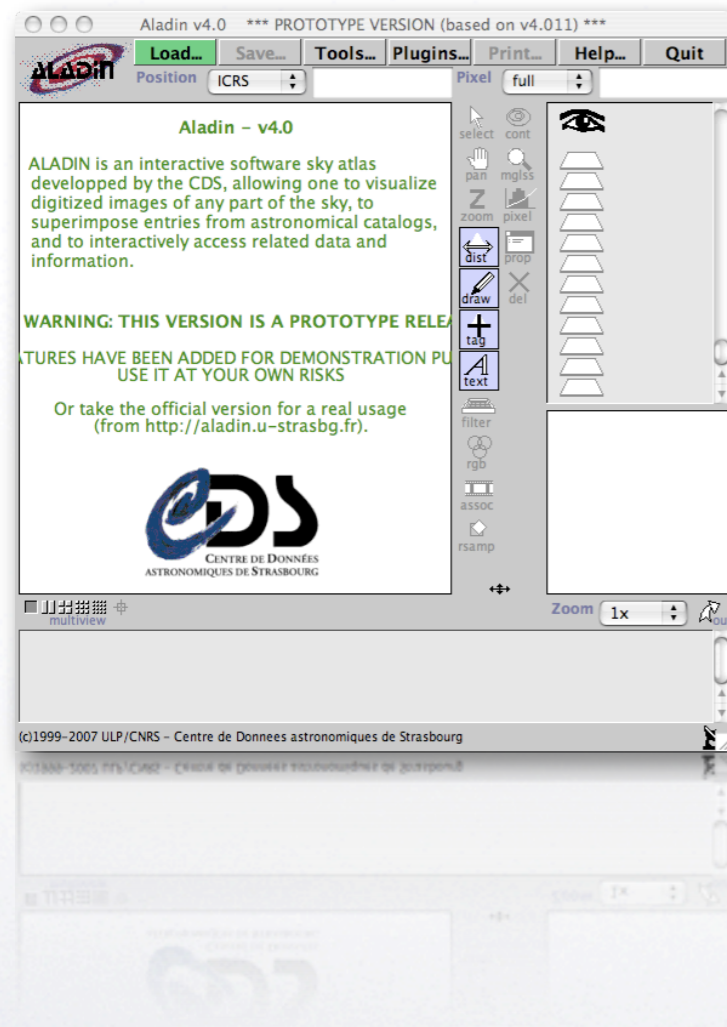 Aladin v4.0 *** PROTOTYPE VERSION (based on v4.011) ***
ALADIN
Load... Save... Tools... Plugins... Print... Help... Quit
Position ICRS Pixel full
Aladin – v4.0
ALADIN is an interactive software sky atlas
developped by the CDS, allowing one to visualize
digitized images of any part of the sky, to
superimpose entries from astronomical catalogs,
and to interactively access related data and
information.
WARNING: THIS VERSION IS A PROTOTYPE RELEA
ATURES HAVE BEEN ADDED FOR DEMONSTRATION PU
USE IT AT YOUR OWN RISKS
Or take the official version for a real usage
(from http://aladin.u-strasbg.fr).
CDS
CENTRE DE DONNÉES
ASTRONOMIQUES DE STRASBOURG
select cont
pan mglss
Z
zoom pixel
dist prop
draw del
tag
A
text
filter
rgb
assoc
rsamp
multiview
Zoom 1x ou
(c)1999-2007 ULP/CNRS – Centre de Donnees astronomiques de Strasbourg